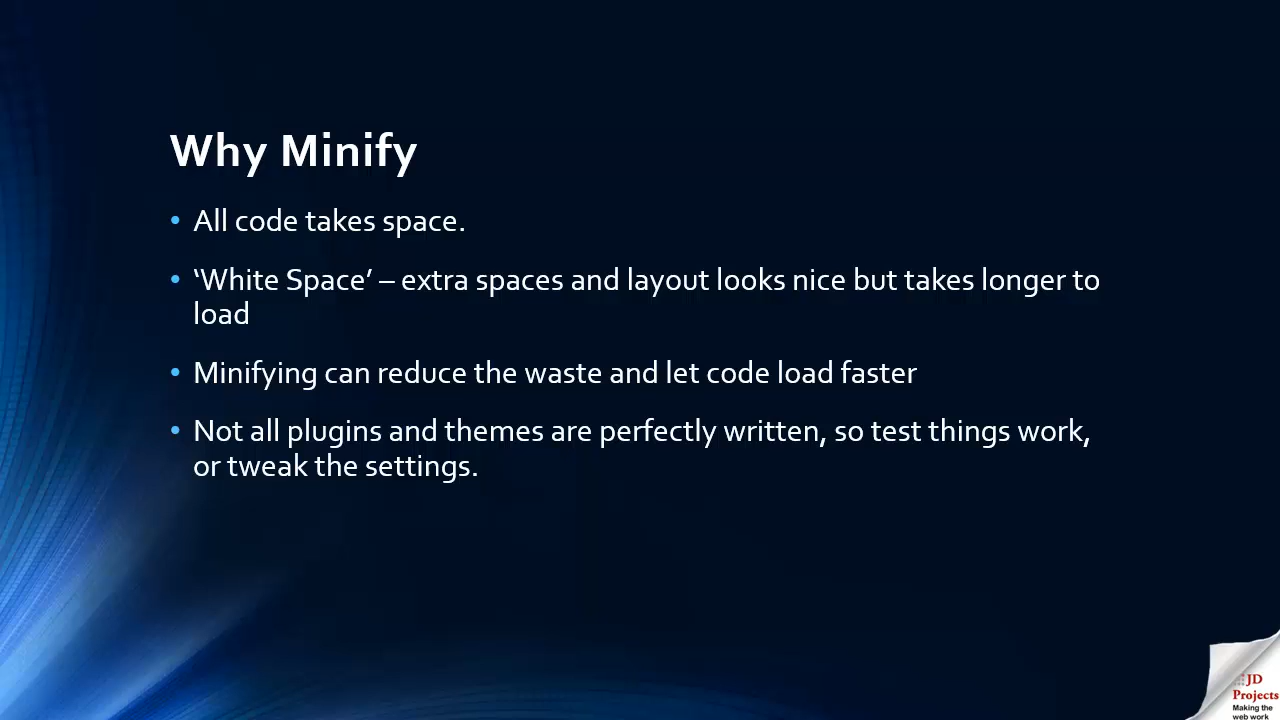 Why Minify
• All code takes space.
• ‘White Space’ – extra spaces and layout looks nice but takes longer to
load
• Minifying can reduce the waste and let code load faster
• Not all plugins and themes are perfectly written, so test things work,
or tweak the settings.
JD
Projects
Making the
web work